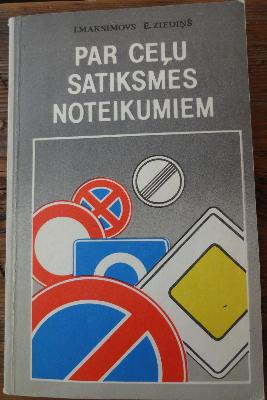 I.MAKSIMOVS E.ZIEDIŅŠ
PAR CEĻU
SATIKSMES
NOTEIKUMIEM